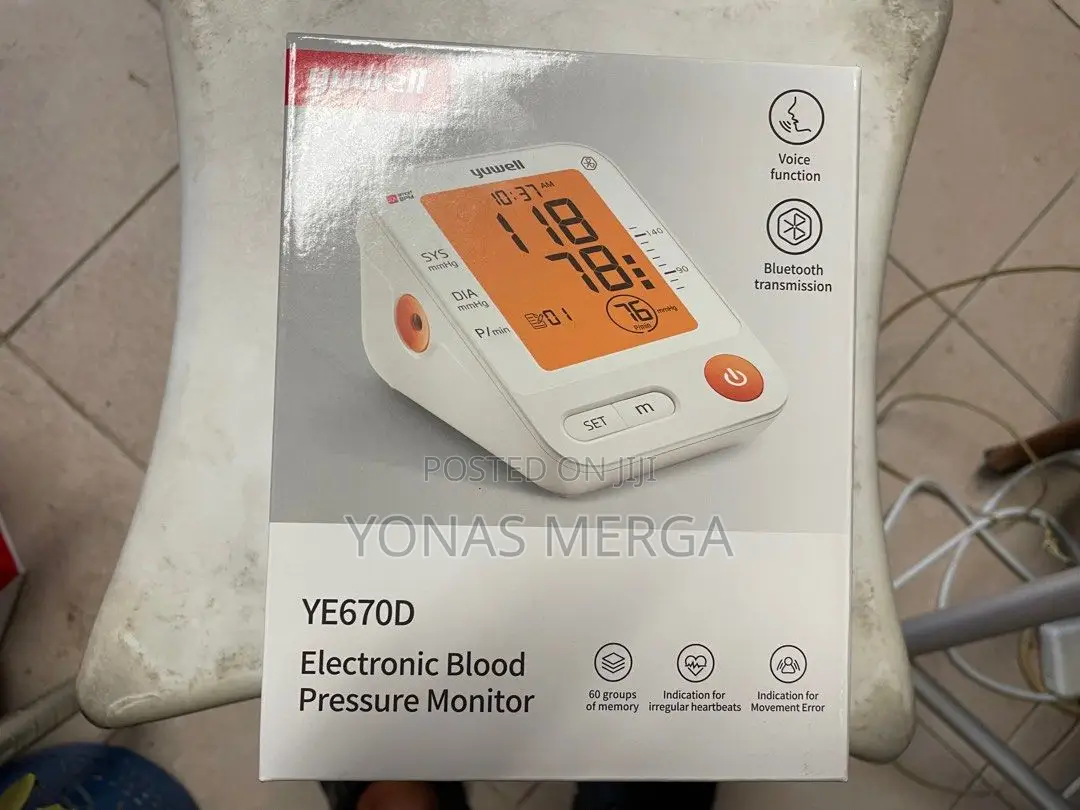 yuwell
Voice
function
Bluetooth
transmission
yuwell
10:37 AM
118
78
SYS
mmHg
DIA
mmHg
P/min
140
90
mmHg
01
76
P/min
SET
m
POSTED ON JIJI
YONAS MERGA
YE670D
Electronic Blood
Pressure Monitor
60 groups
of memory
Indication for
irregular heartbeats
Indication for
Movement Error